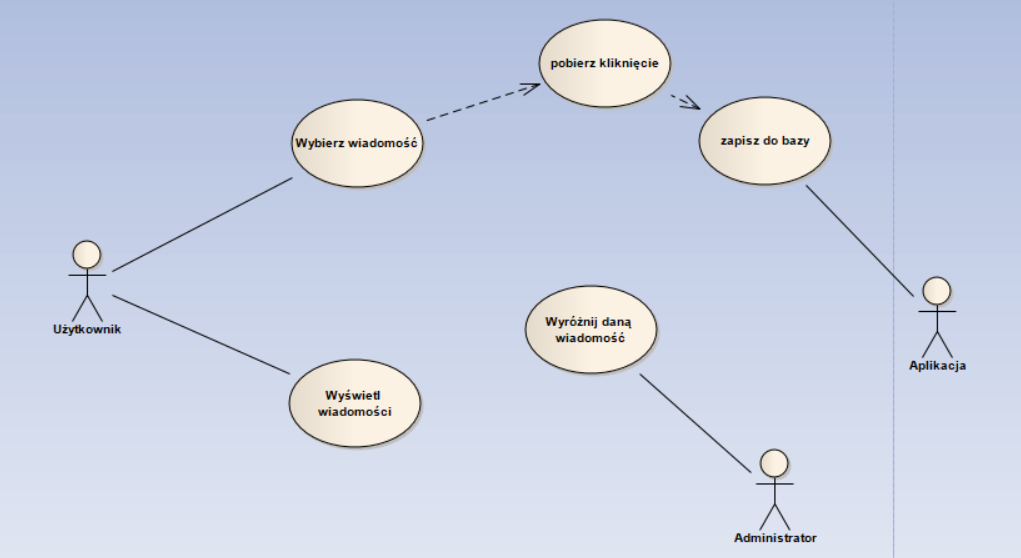 pobierz kliknięcie
Wybierz wiadomość
zapisz do bazy
Użytkownik
Wyróżnij daną
wiadomość
Aplikacja
Wyświetl
wiadomości
Administrator